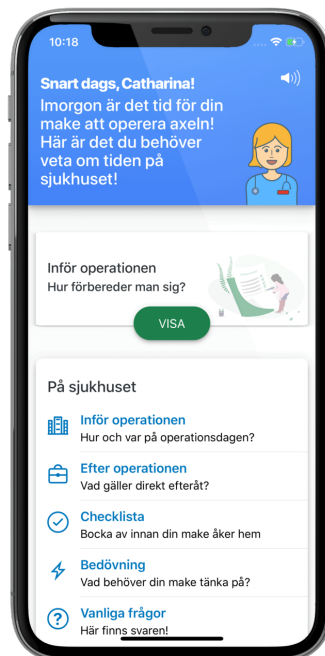 10:18
Snart dags, Catharina!
Imorgon är det tid för din
make att operera axeln!
Här är det du behöver
veta om tiden på
sjukhuset!
Inför operationen
Hur förbereder man sig?
VISA
På sjukhuset
Inför operationen
Hur och var på operationsdagen?
Efter operationen
Vad gäller direkt efteråt?
Checklista
Bocka av innan din make åker hem
Bedövning
Vad behöver din make tänka på?
Vanliga frågor
Här finns svaren!